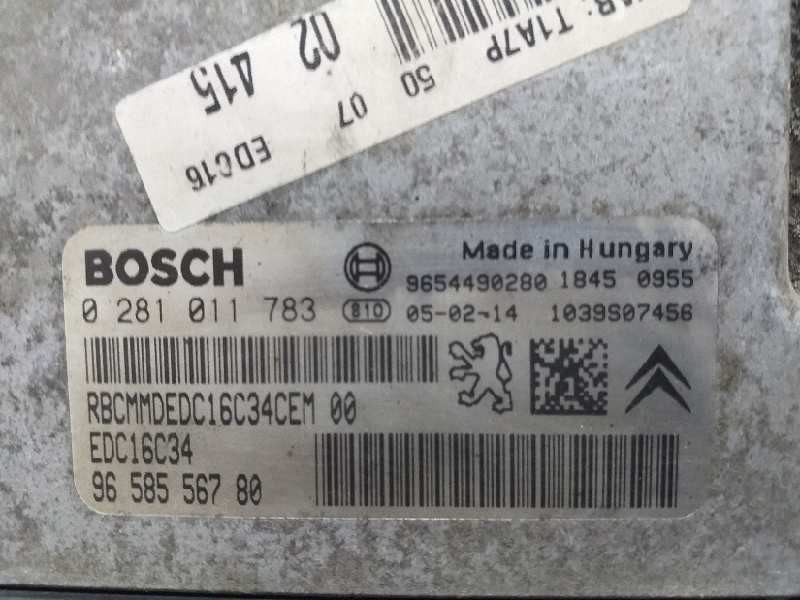 AB: T1A7P
50 07
02 415
EDC16
BOSCH
Made in Hungary
9654490280 1845 0955
0 281 011 783 810 05-02-14 1039S07456
RBCMMDEDC16C34CEM 00
EDC16C34
96 585 567 80